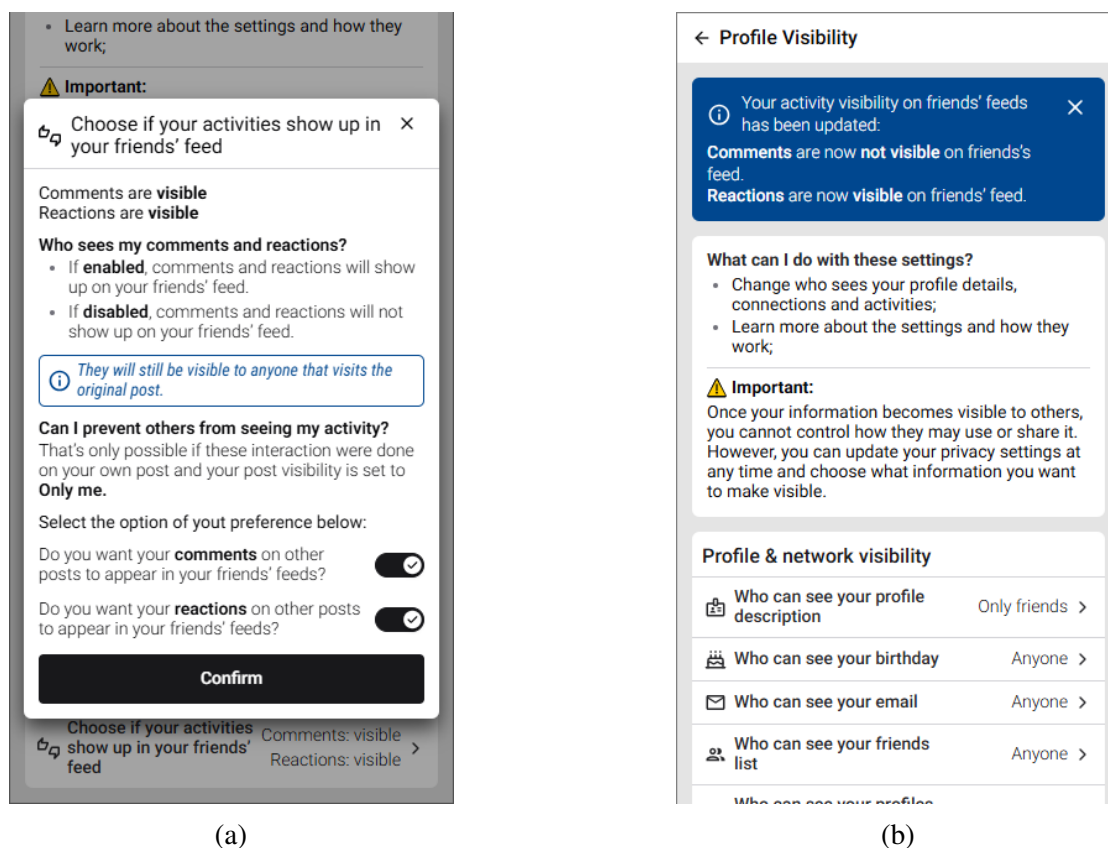 • Learn more about the settings and how they
work;
Important:
Choose if your activities show up in
your friends' feed
Comments are visible
Reactions are visible
Who sees my comments and reactions?
• If enabled, comments and reactions will show
up on your friends' feed.
• If disabled, comments and reactions will not
show up on your friends' feed.
They will still be visible to anyone that visits the
original post.
Can I prevent others from seeing my activity?
That's only possible if these interaction were done
on your own post and your post visibility is set to
Only me.
Select the option of yout preference below:
Do you want your comments on other
posts to appear in your friends' feeds?
Do you want your reactions on other posts
to appear in your friends' feeds?
Confirm
Choose if your activities
show up in your friends'
feed
Comments: visible
Reactions: visible
(a)
Profile Visibility
Your activity visibility on friends' feeds
has been updated:
Comments are now not visible on friends's
feed.
Reactions are now visible on friends' feed.
What can I do with these settings?
• Change who sees your profile details,
connections and activities;
• Learn more about the settings and how they
work;
Important:
Once your information becomes visible to others,
you cannot control how they may use or share it.
However, you can update your privacy settings at
any time and choose what information you want
to make visible.
Profile & network visibility
Who can see your profile
description
Only friends
Who can see your birthday
Anyone
Who can see your email
Anyone
Who can see your friends
list
Anyone
Who can see your profiles
(b)